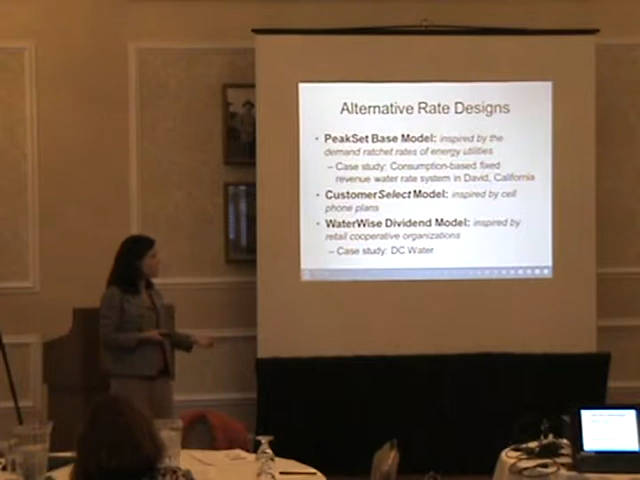 Alternative Rate Designs
• PeakSet Base Model: inspired by the
demand ratchet rates of energy utilities
– Case study: Consumption-based fixed
revenue water rate system in David, California
• CustomerSelect Model: inspired by cell
phone plans
• WaterWise Dividend Model: inspired by
retail cooperative organizations
– Case study: DC Water